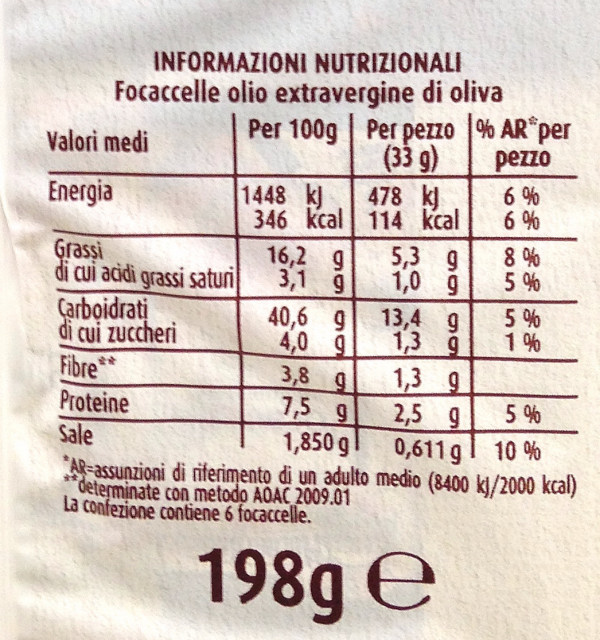 INFORMAZIONI NUTRIZIONALI
Focaccelle olio extravergine di oliva
Valori medi Per 100g Per pezzo (33 g) % AR*per pezzo
Energia 1448 kJ 478 kJ 6 %
346 kcal 114 kcal 6 %
Grassi 16,2 g 5,3 g 8 %
di cui acidi grassi saturi 3,1 g 1,0 g 5 %
Carboidrati 40,6 g 13,4 g 5 %
di cui zuccheri 4,0 g 1,3 g 1 %
Fibre** 3,8 g 1,3 g
Proteine 7,5 g 2,5 g 5 %
Sale 1,850 g 0,611 g 10 %
*AR=assunzioni di riferimento di un adulto medio (8400 kJ/2000 kcal)
**determinate con metodo AOAC 2009.01
La confezione contiene 6 focaccelle.
198g e